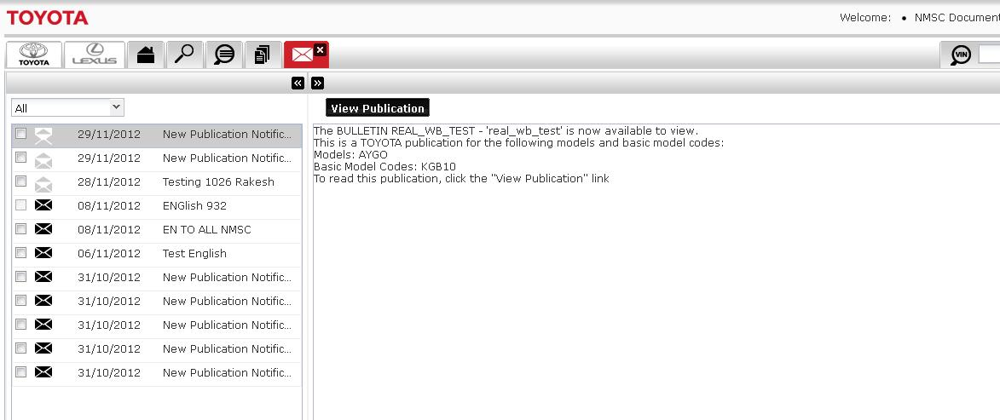 TOYOTA
Welcome: • NMSC Document
TOYOTA
LEXUS
VIN
All
View Publication
29/11/2012 New Publication Notific...
29/11/2012 New Publication Notific...
28/11/2012 Testing 1026 Rakesh
08/11/2012 ENGlish 932
08/11/2012 EN TO ALL NMSC
06/11/2012 Test English
31/10/2012 New Publication Notific...
31/10/2012 New Publication Notific...
31/10/2012 New Publication Notific...
31/10/2012 New Publication Notific...
31/10/2012 New Publication Notific...
The BULLETIN REAL_WB_TEST - 'real_wb_test' is now available to view.
This is a TOYOTA publication for the following models and basic model codes:
Models: AYGO
Basic Model Codes: KGB10
To read this publication, click the "View Publication" link